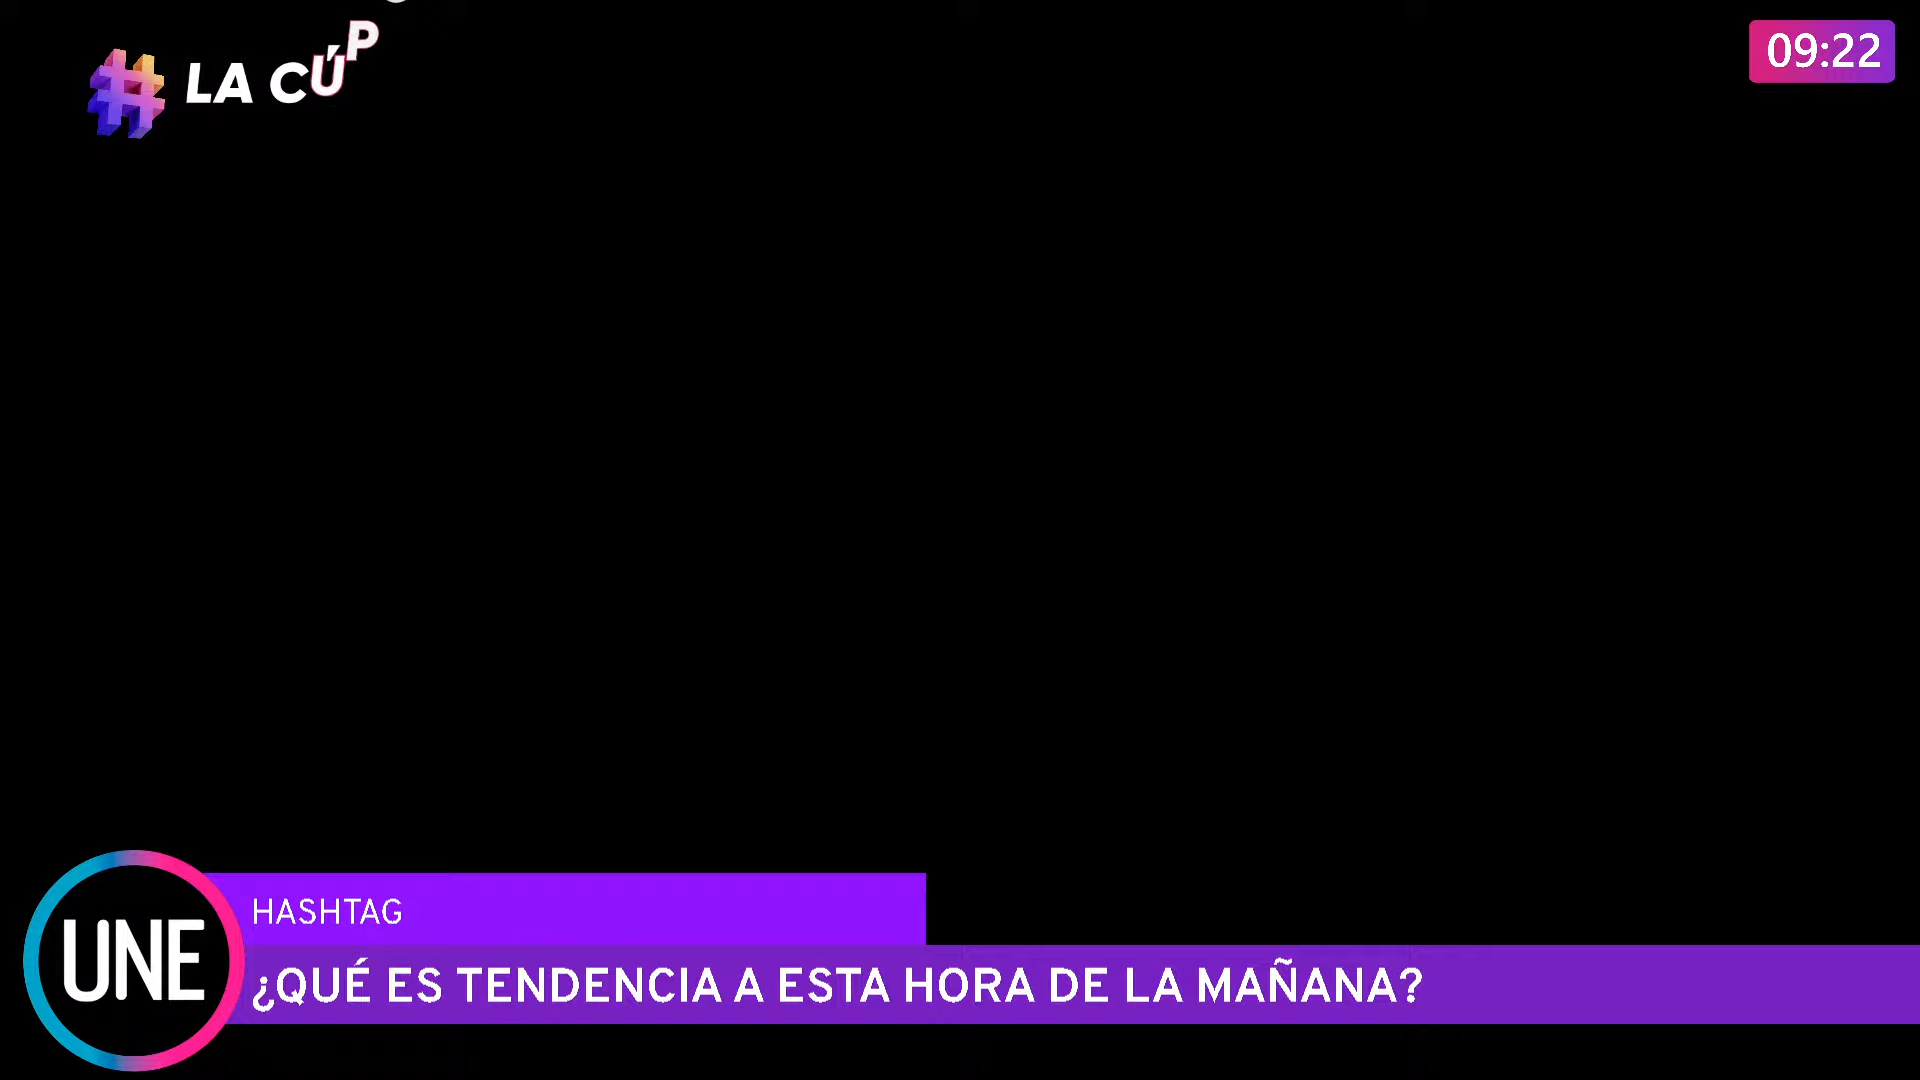 # LA CÚP
09:22
HASHTAG
UNE
¿QUÉ ES TENDENCIA A ESTA HORA DE LA MAÑANA?